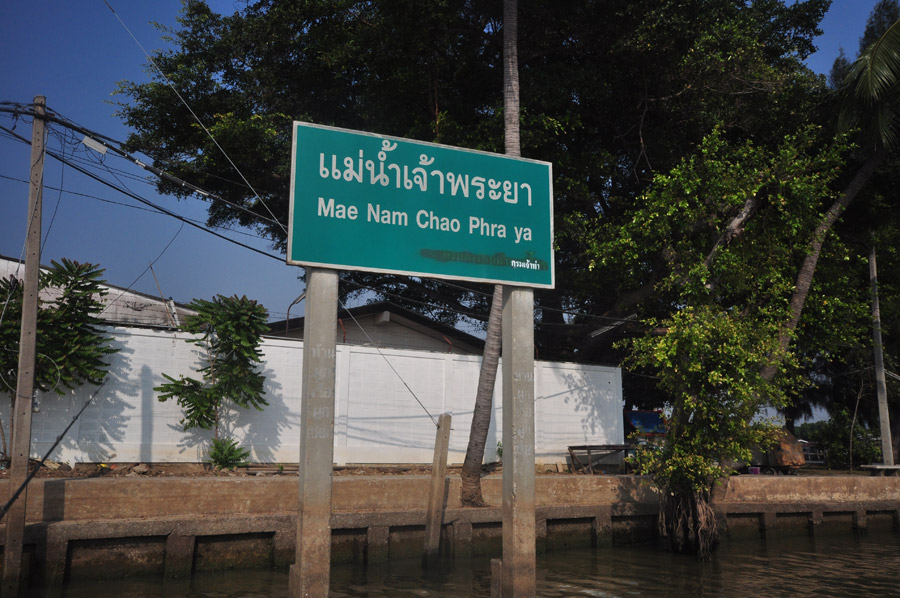 แม่น้ำเจ้าพระยา
Mae Nam Chao Phra ya
กรมเจ้าท่า